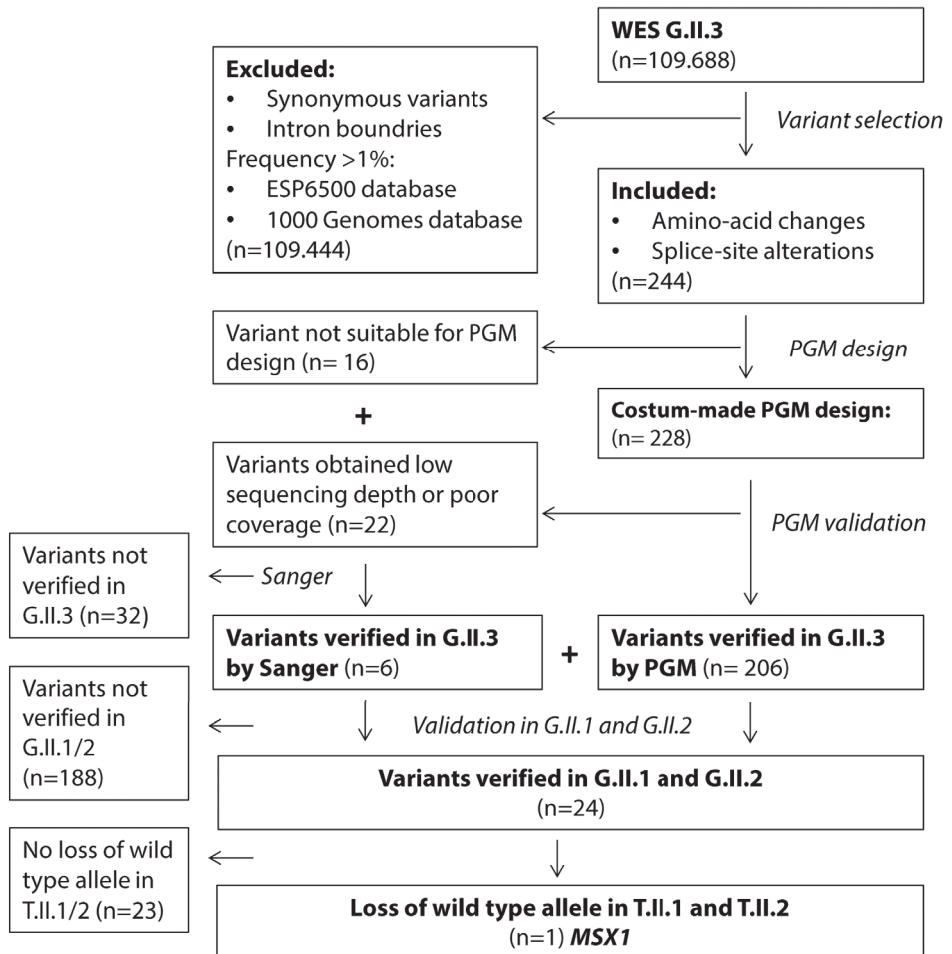 WES G.II.3
(n=109.688)
Excluded:
• Synonymous variants
• Intron boundries
Frequency >1%:
• ESP6500 database
• 1000 Genomes database
(n=109.444)
Variant selection
Included:
• Amino-acid changes
• Splice-site alterations
(n=244)
Variant not suitable for PGM
design (n= 16)
PGM design
+
Costum-made PGM design:
(n= 228)
Variants obtained low
sequencing depth or poor
coverage (n=22)
PGM validation
Variants not
verified in
G.II.3 (n=32)
Sanger
Variants verified in G.II.3
by Sanger (n=6)
+
Variants verified in G.II.3
by PGM (n= 206)
Variants not
verified in
G.II.1/2
(n=188)
Validation in G.II.1 and G.II.2
Variants verified in G.II.1 and G.II.2
(n=24)
No loss of wild
type allele in
T.II.1/2 (n=23)
Loss of wild type allele in T.II.1 and T.II.2
(n=1) MSX1